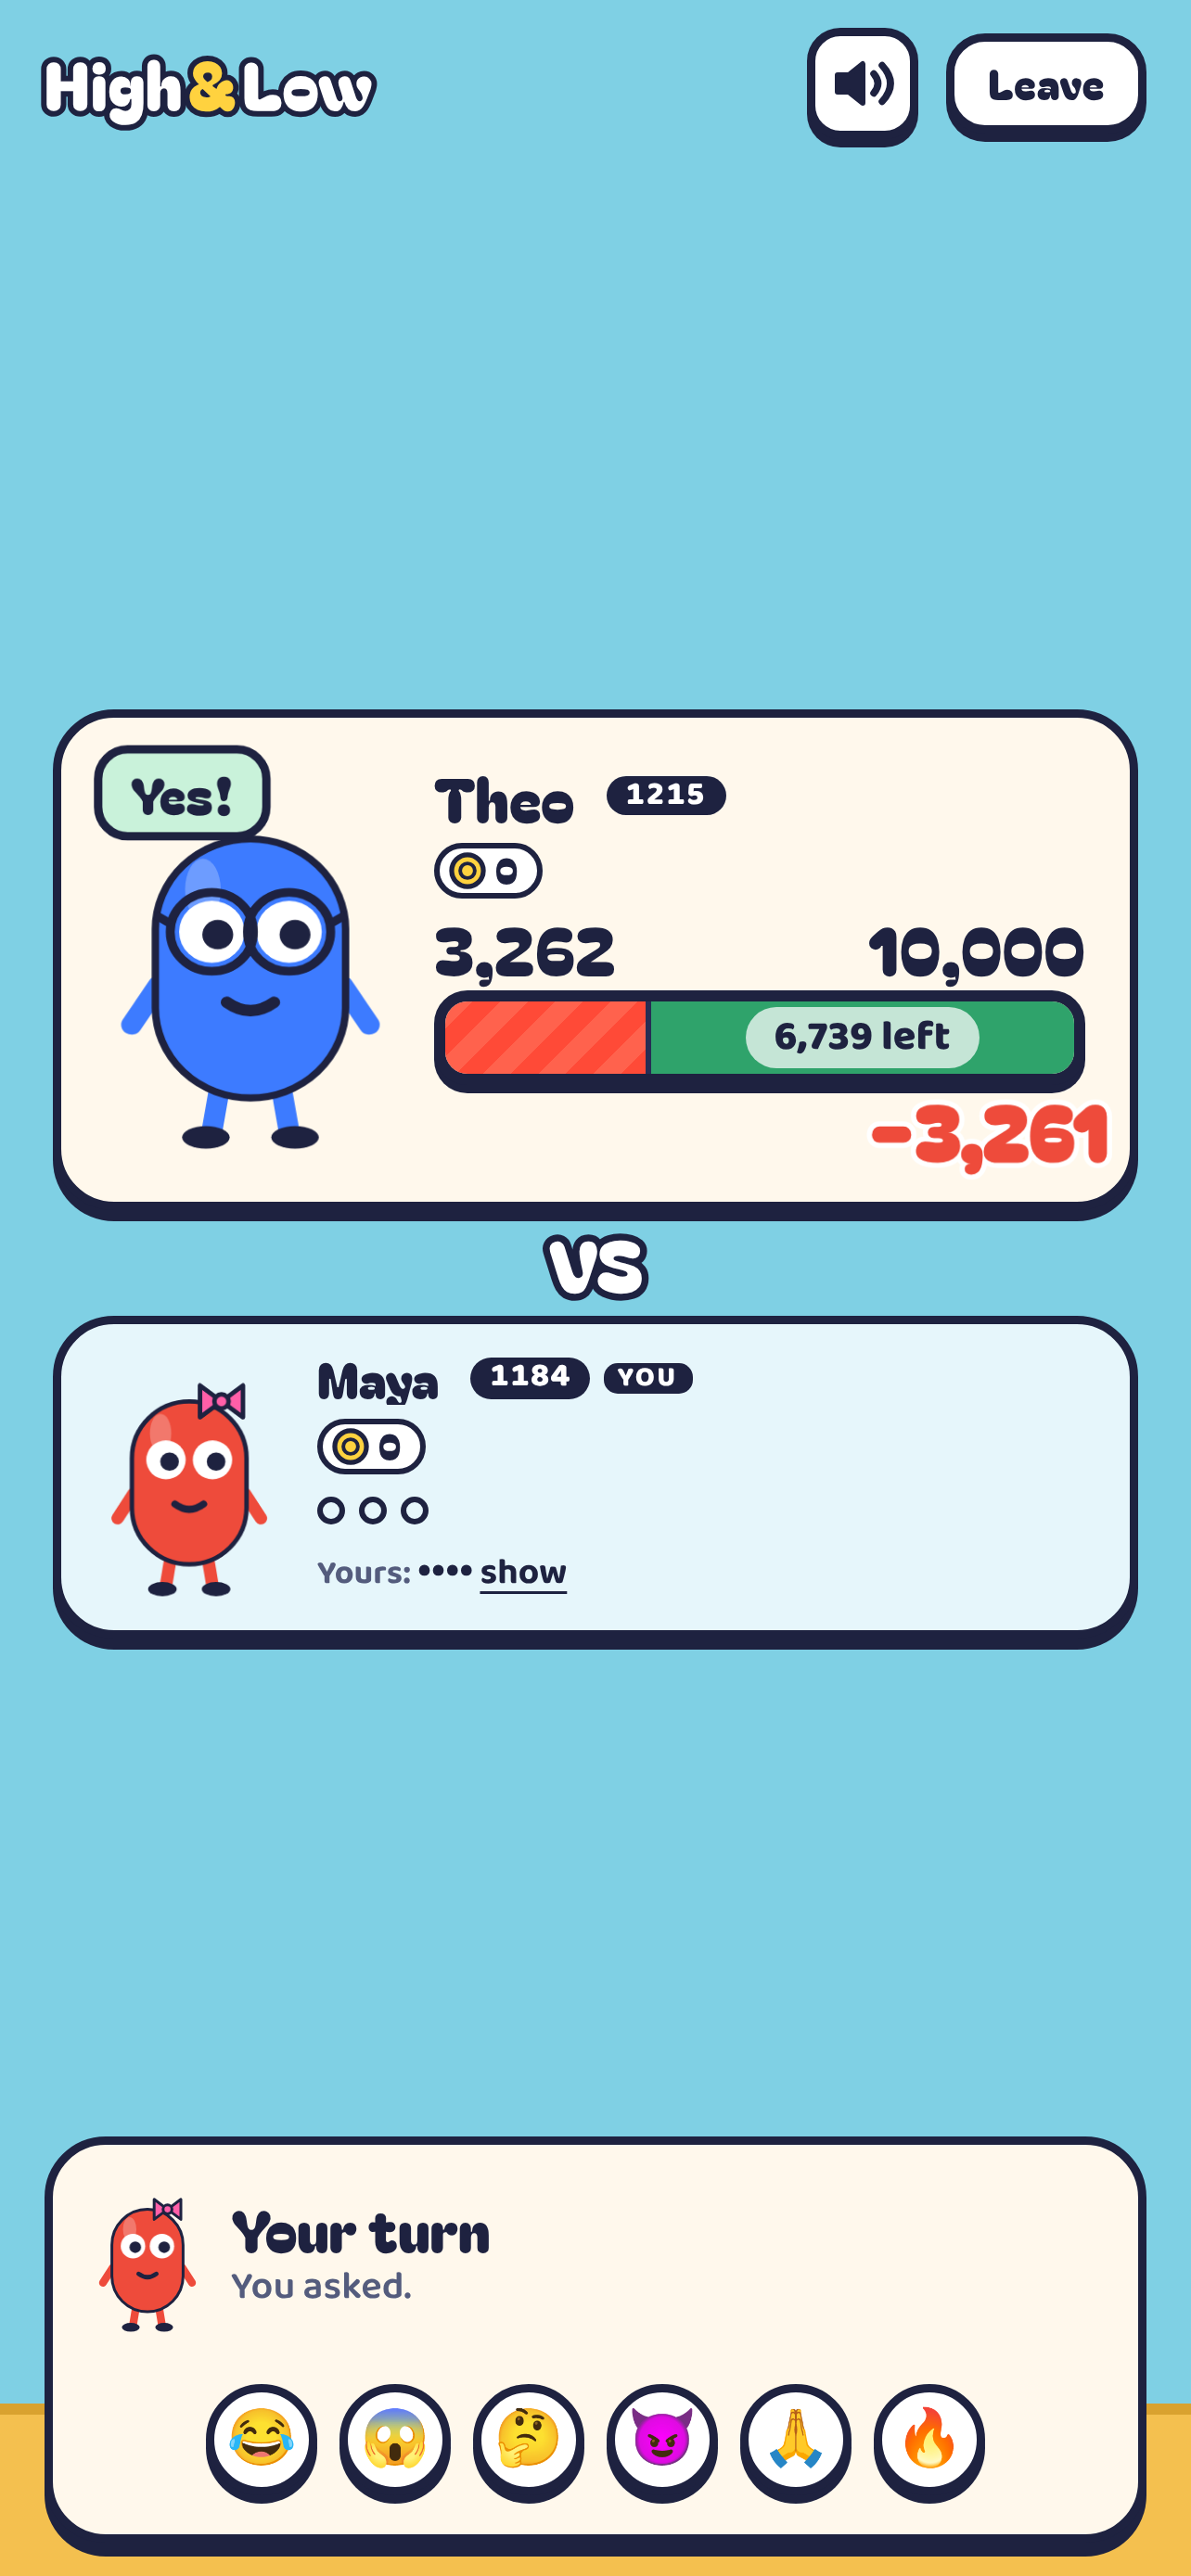 High&Low
Leave
Yes!
Theo 1215
0
3,262 10,000
6,739 left
-3,261
VS
Maya 1184 YOU
0
Yours: •••• show
Your turn
You asked.